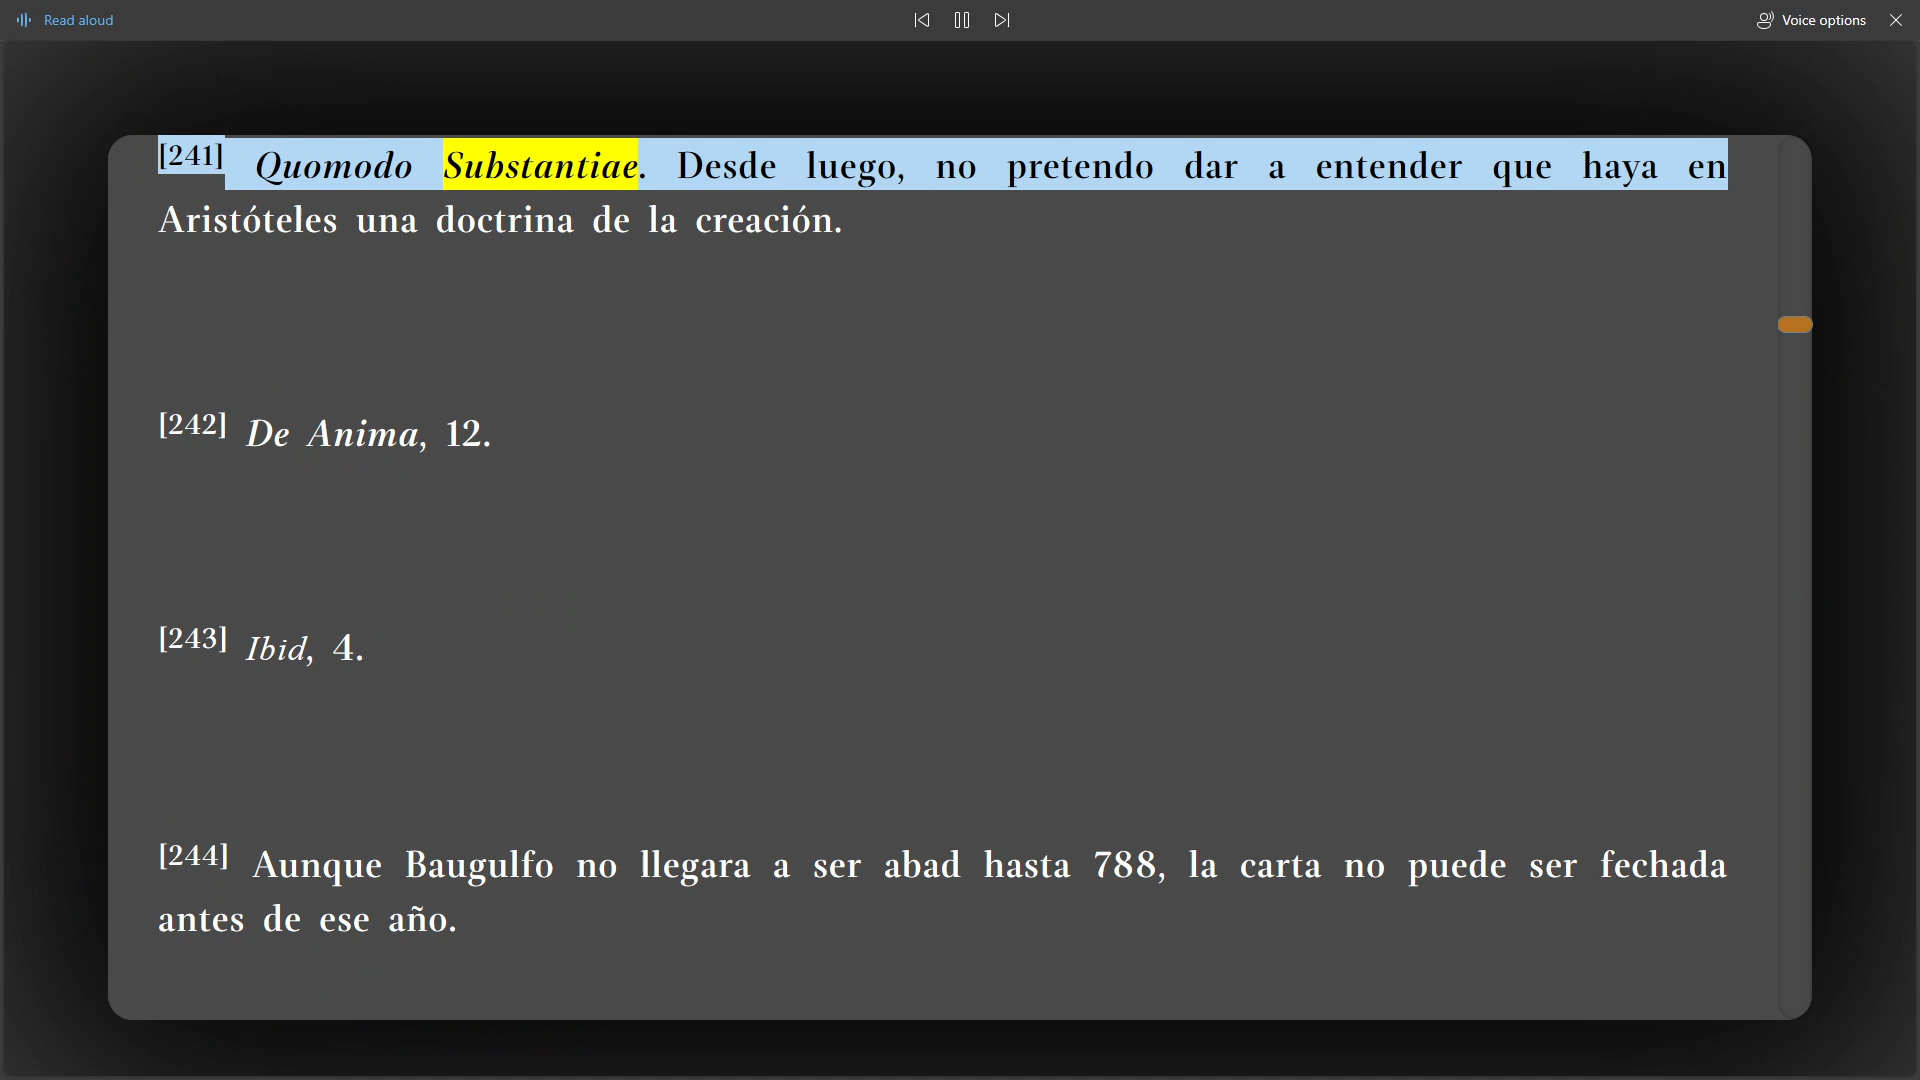 Read aloud
Voice options
[241] Quomodo Substantiae. Desde luego, no pretendo dar a entender que haya en
Aristóteles una doctrina de la creación.
[242] De Anima, 12.
[243] Ibid, 4.
[244] Aunque Baugulfo no llegara a ser abad hasta 788, la carta no puede ser fechada
antes de ese año.